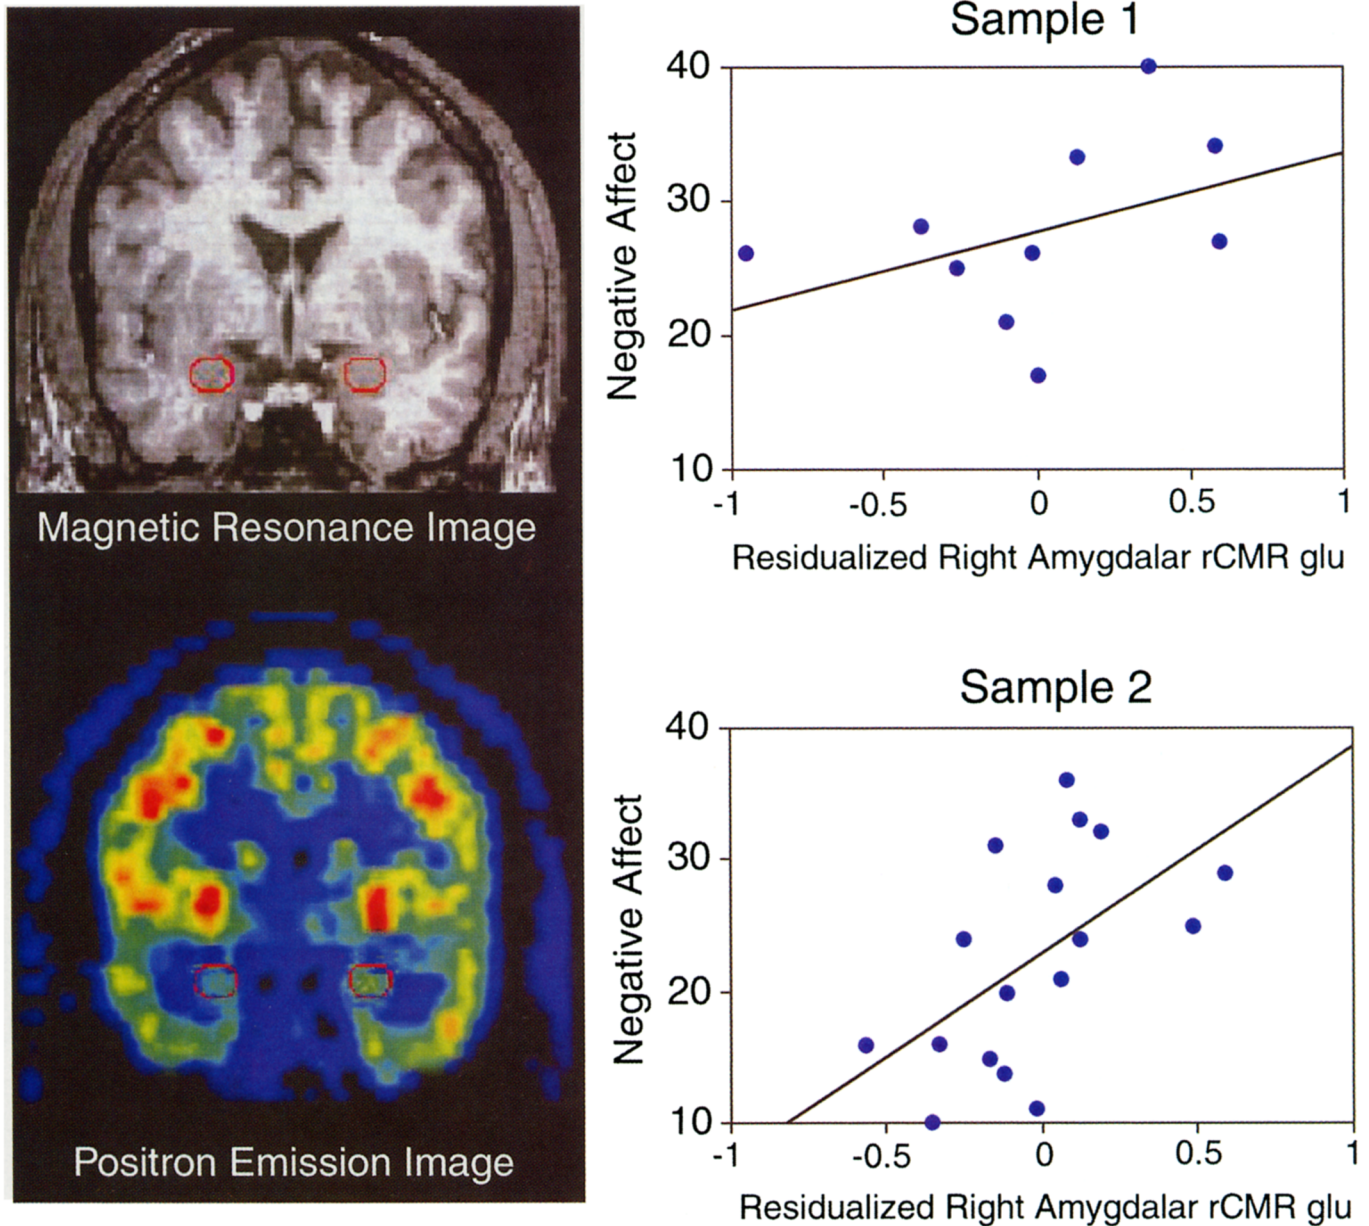 Magnetic Resonance Image
Positron Emission Image
Sample 1
Negative Affect
40
30
20
10
-1
-0.5
0
0.5
1
Residualized Right Amygdalar rCMR glu
Sample 2
Negative Affect
40
30
20
10
-1
-0.5
0
0.5
1
Residualized Right Amygdalar rCMR glu